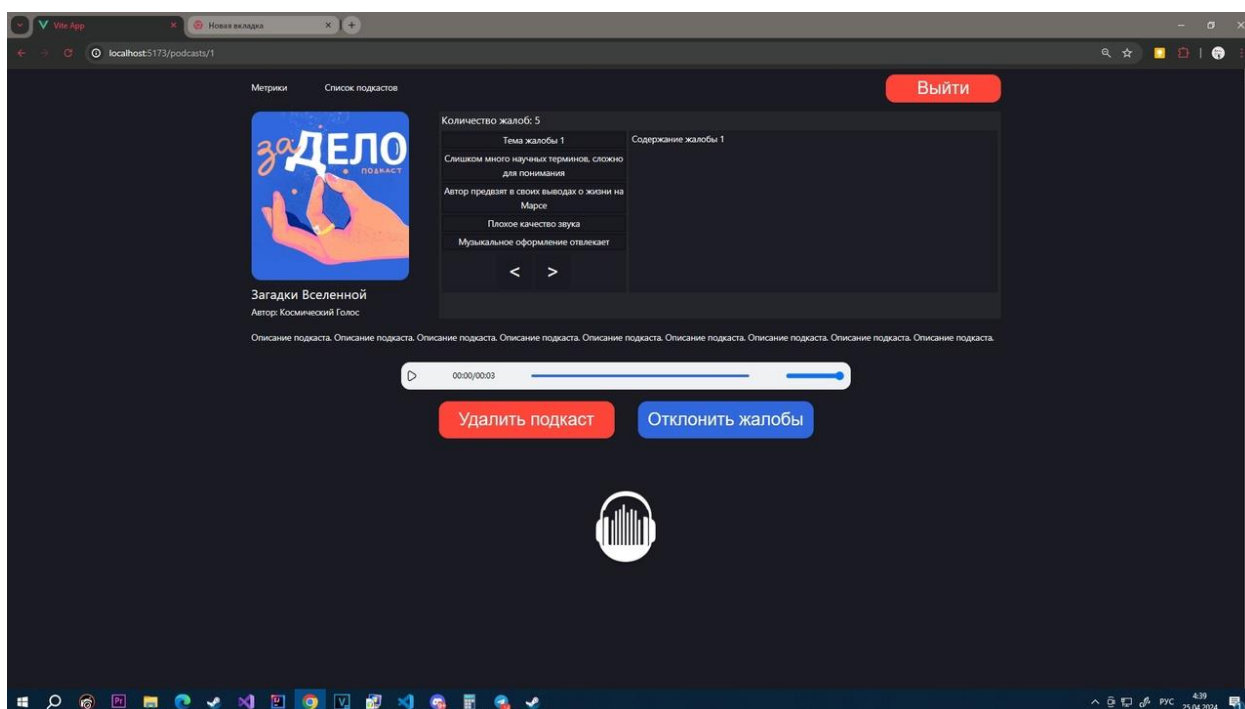 Vite App
Новая вкладка
localhost:5173/podcasts/1
Метрики
Список подкастов
Выйти
заДЕЛО
ПОДКАСТ
Загадки Вселенной
Автор: Космический Голос
Количество жалоб: 5
Тема жалобы 1
Слишком много научных терминов, сложно
для понимания
Автор предвзят в своих выводах о жизни на
Марсе
Плохое качество звука
Музыкальное оформление отвлекает
< >
Содержание жалобы 1
Описание подкаста. Описание подкаста. Описание подкаста. Описание подкаста. Описание подкаста. Описание подкаста. Описание подкаста. Описание подкаста. Описание подкаста.
00:00/00:03
Удалить подкаст
Отклонить жалобы
Pr
РУС
4:39
25.04.2024